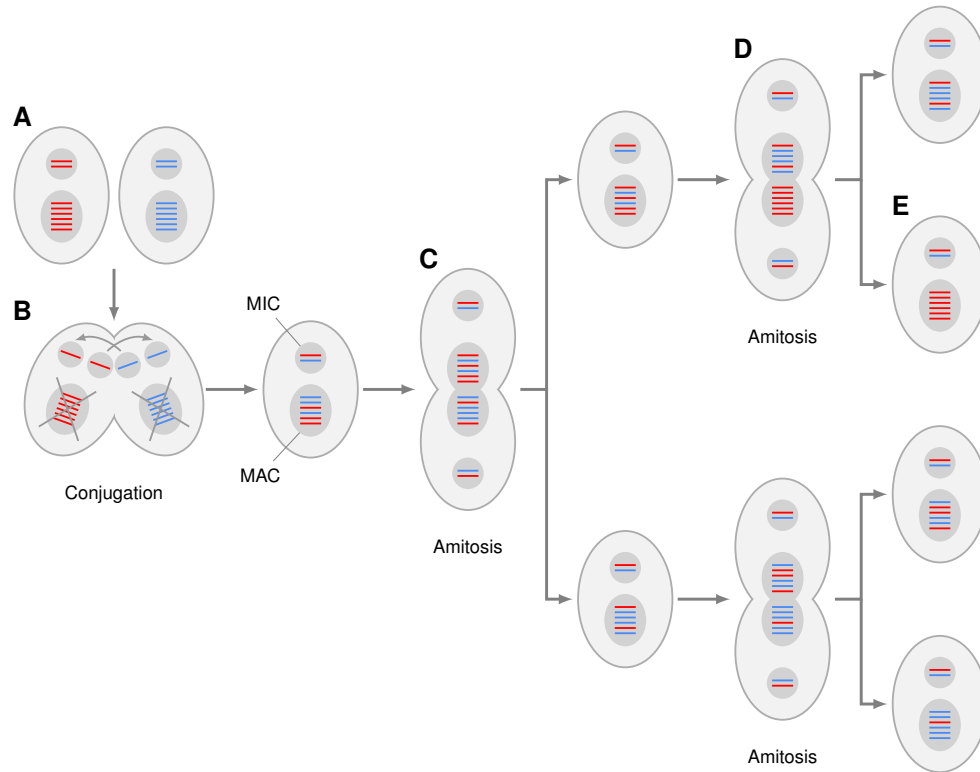 A
B
Conjugation
MIC
MAC
C
Amitosis
D
Amitosis
E
Amitosis